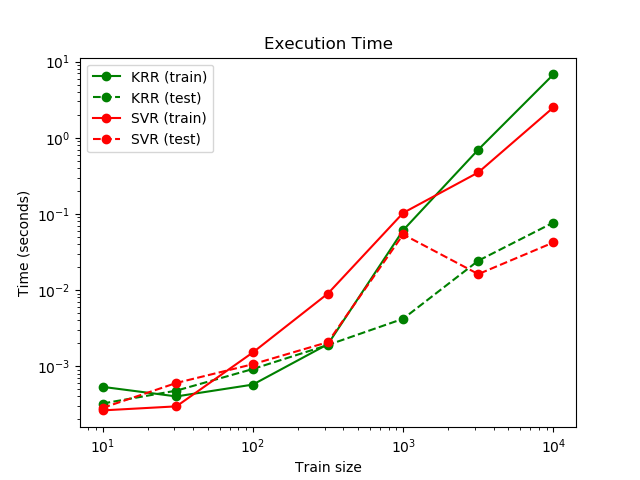 Execution Time
KRR (train)
KRR (test)
SVR (train)
SVR (test)
10¹
10⁰
10⁻¹
10⁻²
10⁻³
Time (seconds)
10¹ 10² 10³ 10⁴
Train size